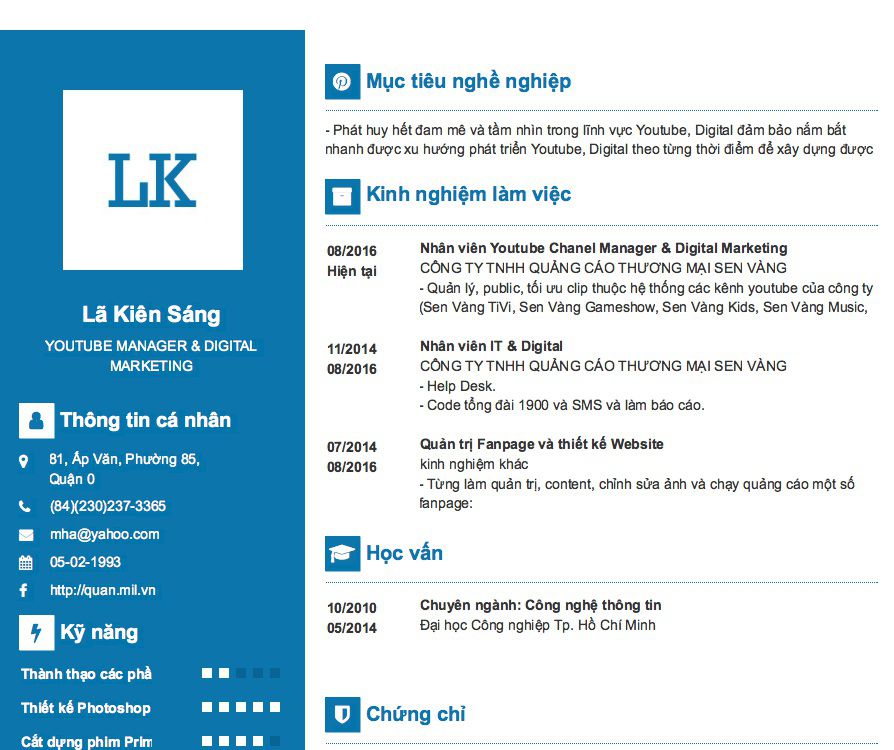 LK
Lã Kiên Sáng
YOUTUBE MANAGER & DIGITAL
MARKETING
Thông tin cá nhân
81, Ấp Văn, Phường 85,
Quận 0
(84)(230)237-3365
mha@yahoo.com
05-02-1993
http://quan.mil.vn
Kỹ năng
Thành thạo các phầ
Thiết kế Photoshop
Cắt dựng phim Prim
Mục tiêu nghề nghiệp
- Phát huy hết đam mê và tầm nhìn trong lĩnh vực Youtube, Digital đảm bảo nắm bắt
nhanh được xu hướng phát triển Youtube, Digital theo từng thời điểm để xây dựng được
Kinh nghiệm làm việc
08/2016
Hiện tại
Nhân viên Youtube Chanel Manager & Digital Marketing
CÔNG TY TNHH QUẢNG CÁO THƯƠNG MẠI SEN VÀNG
- Quản lý, public, tối ưu clip thuộc hệ thống các kênh youtube của công ty
(Sen Vàng TiVi, Sen Vàng Gameshow, Sen Vàng Kids, Sen Vàng Music,
11/2014
08/2016
Nhân viên IT & Digital
CÔNG TY TNHH QUẢNG CÁO THƯƠNG MẠI SEN VÀNG
- Help Desk.
- Code tổng đài 1900 và SMS và làm báo cáo.
07/2014
08/2016
Quản trị Fanpage và thiết kế Website
kinh nghiệm khác
- Từng làm quản trị, content, chỉnh sửa ảnh và chạy quảng cáo một số
fanpage:
Học vấn
10/2010
05/2014
Chuyên ngành: Công nghệ thông tin
Đại học Công nghiệp Tp. Hồ Chí Minh
Chứng chỉ